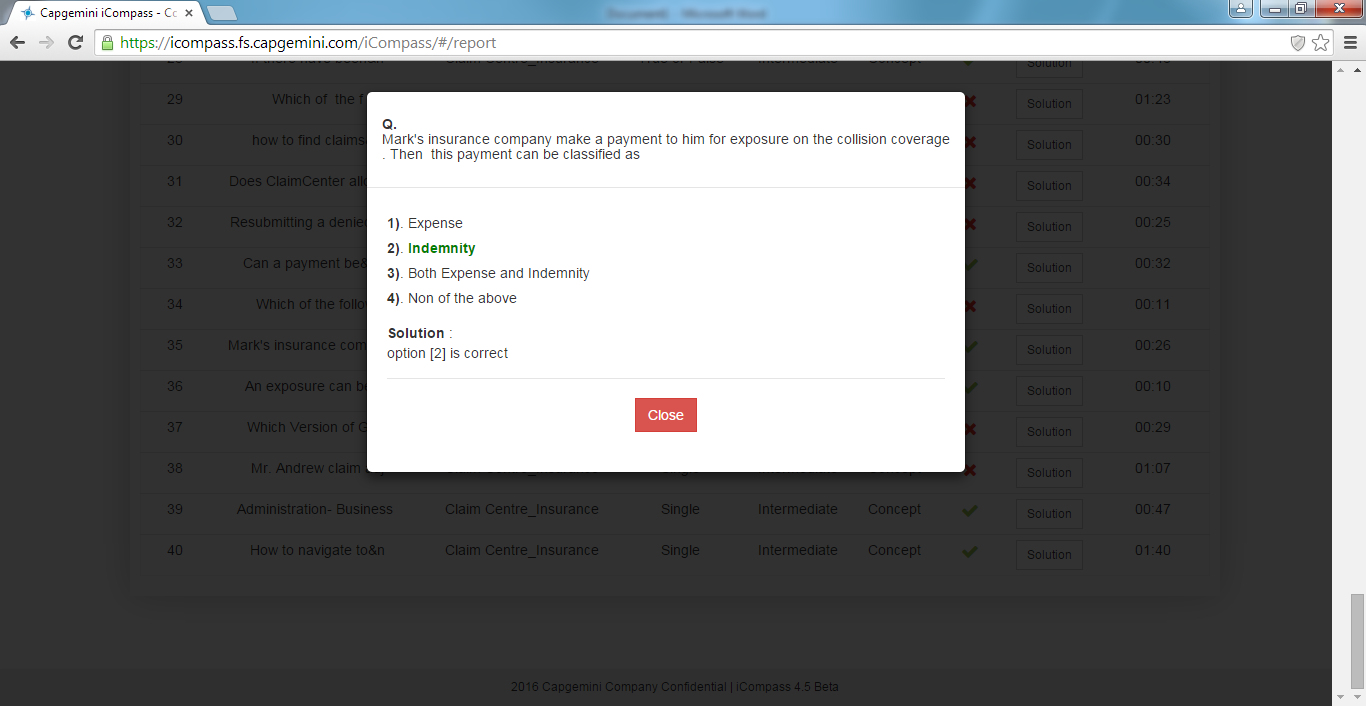 Capgemini iCompass - Co
Document1 - Microsoft Word
https://icompass.fs.capgemini.com/iCompass/#/report
Claim Centre_Insurance Intermediate Concept Solution
29 Which of the f Solution 01:23
30 how to find claims Solution 00:30
31 Does ClaimCenter all Solution 00:34
32 Resubmitting a denie Solution 00:25
33 Can a payment be& Solution 00:32
34 Which of the follo Solution 00:11
35 Mark's insurance com Solution 00:26
36 An exposure can b Solution 00:10
37 Which Version of G Solution 00:29
38 Mr. Andrew claim Solution 01:07
39 Administration- Business Claim Centre_Insurance Single Intermediate Concept Solution 00:47
40 How to navigate to&n Claim Centre_Insurance Single Intermediate Concept Solution 01:40
Q.
Mark's insurance company make a payment to him for exposure on the collision coverage
. Then this payment can be classified as
1). Expense
2). Indemnity
3). Both Expense and Indemnity
4). Non of the above
Solution :
option [2] is correct
Close
2016 Capgemini Company Confidential | iCompass 4.5 Beta